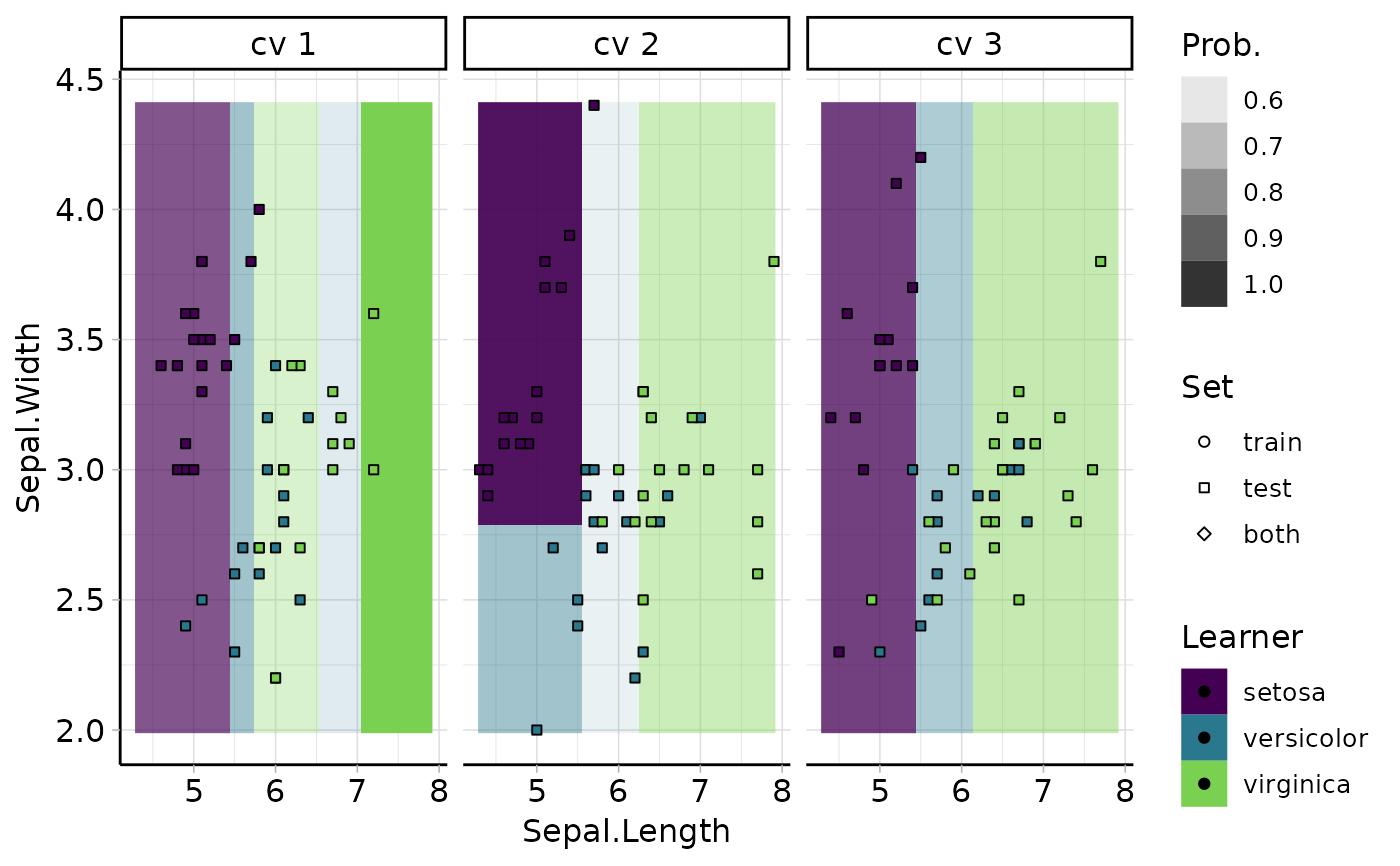 cv 1
cv 2
cv 3
4.5
4.0
3.5
3.0
2.5
2.0
Sepal.Width
5 6 7 8
5 6 7 8
5 6 7 8
Sepal.Length
Prob.
0.6
0.7
0.8
0.9
1.0
Set
train
test
both
Learner
setosa
versicolor
virginica